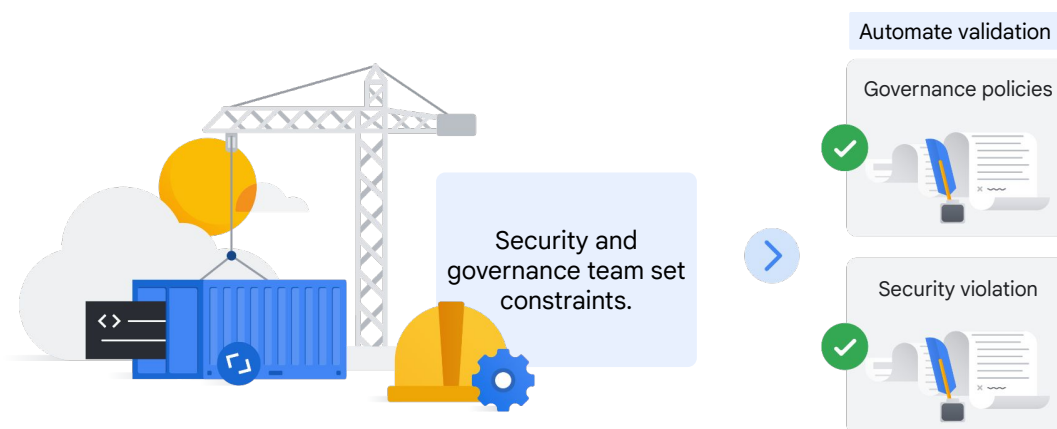 Automate validation
Governance policies
Security and
governance team set
constraints.
Security violation